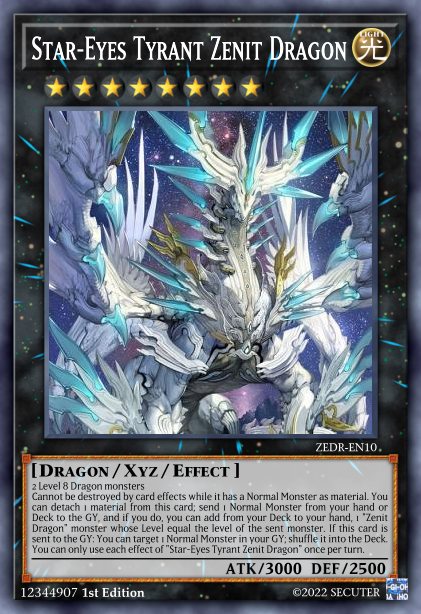 STAR-EYES TYRANT ZENIT DRAGON
LIGHT
光
ZEDR-EN10
[DRAGON / XYZ / EFFECT ]
2 Level 8 Dragon monsters
Cannot be destroyed by card effects while it has a Normal Monster as material. You
can detach 1 material from this card; send 1 Normal Monster from your hand or
Deck to the GY, and if you do, you can add from your Deck to your hand, 1 "Zenit
Dragon" monster whose Level equal the level of the sent monster. If this card is
sent to the GY: You can target 1 Normal Monster in your GY; shuffle it into the Deck.
You can only use each effect of "Star-Eyes Tyrant Zenit Dragon" once per turn.
ATK/3000 DEF/2500
12344907 1st Edition
©2022 SECUTER